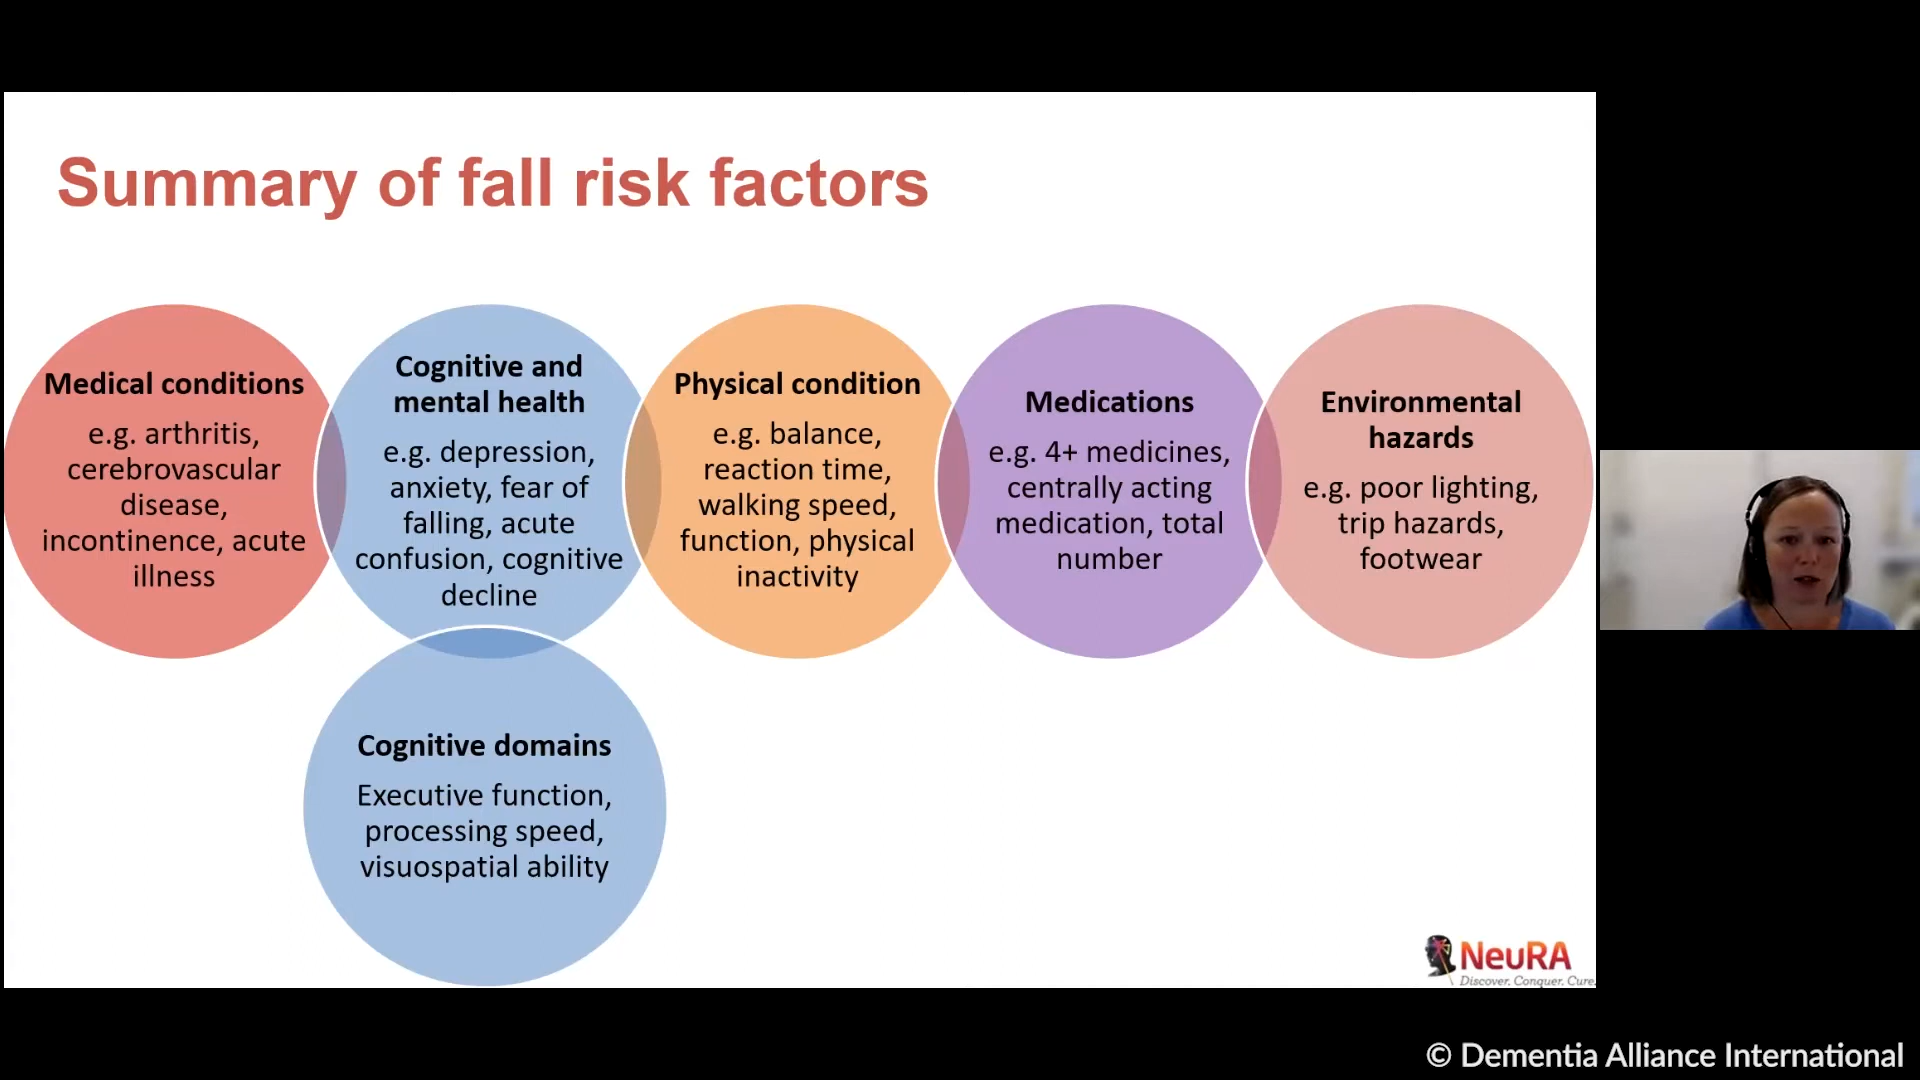 Summary of fall risk factors
Medical conditions
e.g. arthritis,
cerebrovascular
disease,
incontinence, acute
illness
Cognitive and
mental health
e.g. depression,
anxiety, fear of
falling, acute
confusion, cognitive
decline
Physical condition
e.g. balance,
reaction time,
walking speed,
function, physical
inactivity
Medications
e.g. 4+ medicines,
centrally acting
medication, total
number
Environmental
hazards
e.g. poor lighting,
trip hazards,
footwear
Cognitive domains
Executive function,
processing speed,
visuospatial ability
NeuRA
Discover. Conquer. Cure.
© Dementia Alliance International